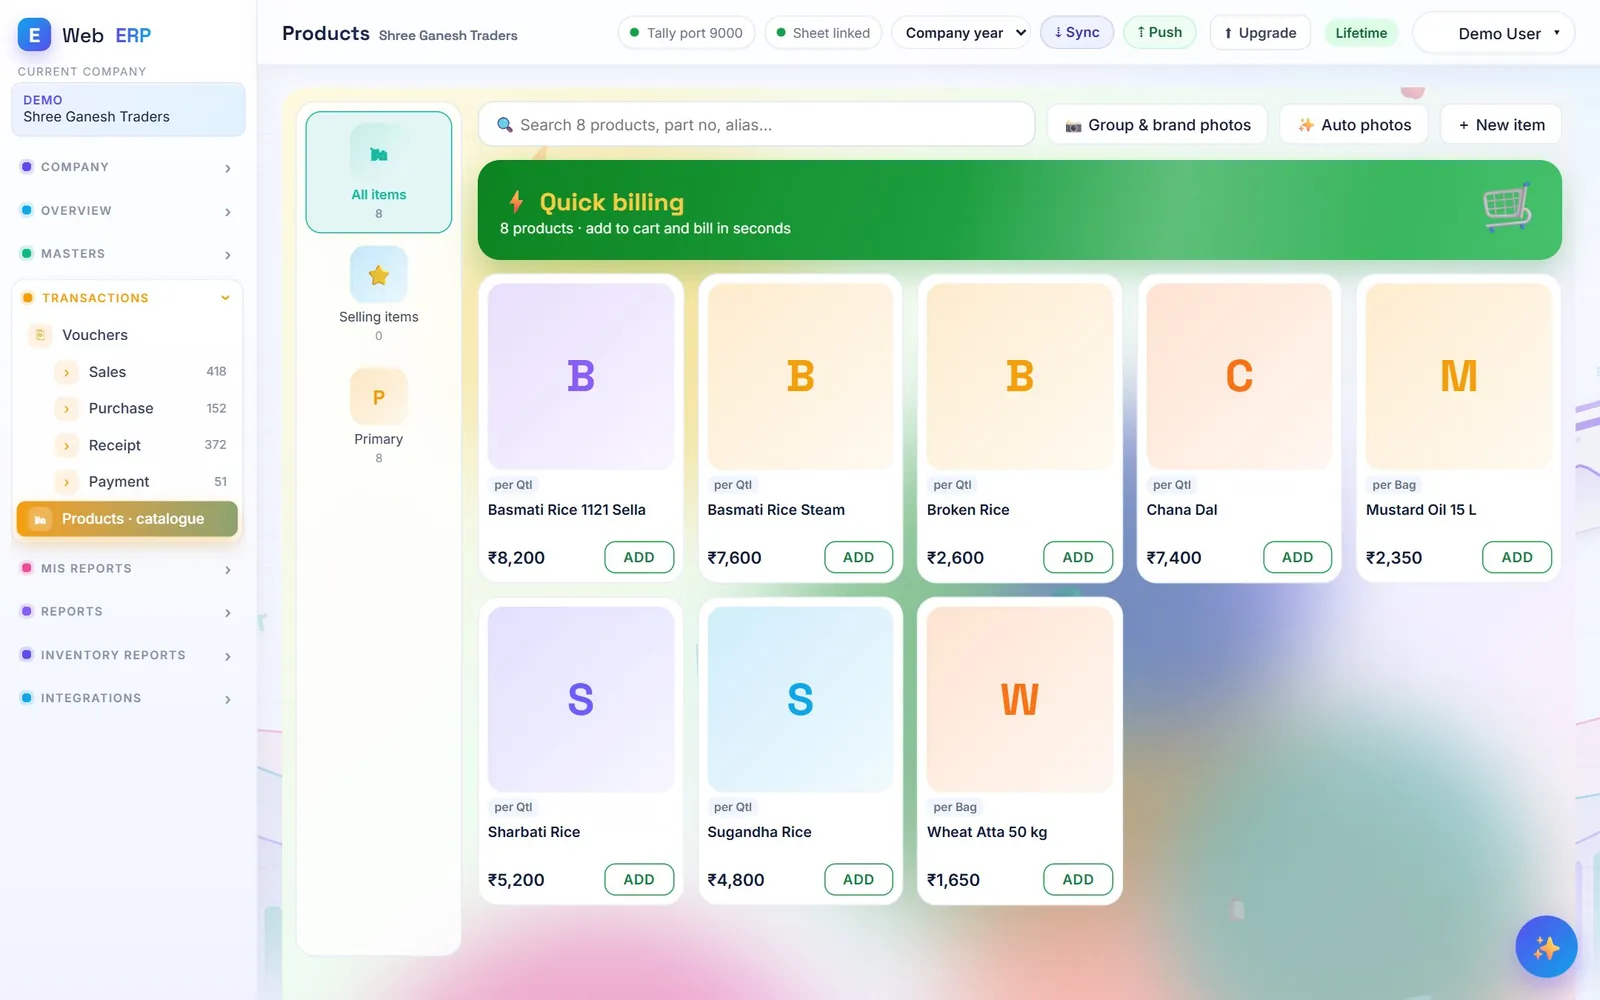 E Web ERP
CURRENT COMPANY
DEMO
Shree Ganesh Traders
COMPANY
OVERVIEW
MASTERS
TRANSACTIONS
Vouchers
Sales 418
Purchase 152
Receipt 372
Payment 51
Products · catalogue
MIS REPORTS
REPORTS
INVENTORY REPORTS
INTEGRATIONS
Products Shree Ganesh Traders
Tally port 9000
Sheet linked
Company year
↓ Sync
↑ Push
⬆ Upgrade
Lifetime
Demo User
All items
8
Selling items
0
P
Primary
8
Search 8 products, part no, alias...
Group & brand photos
Auto photos
+ New item
Quick billing
8 products · add to cart and bill in seconds
B
per Qtl
Basmati Rice 1121 Sella
₹8,200 ADD
B
per Qtl
Basmati Rice Steam
₹7,600 ADD
B
per Qtl
Broken Rice
₹2,600 ADD
C
per Qtl
Chana Dal
₹7,400 ADD
M
per Bag
Mustard Oil 15 L
₹2,350 ADD
S
per Qtl
Sharbati Rice
₹5,200 ADD
S
per Qtl
Sugandha Rice
₹4,800 ADD
W
per Bag
Wheat Atta 50 kg
₹1,650 ADD